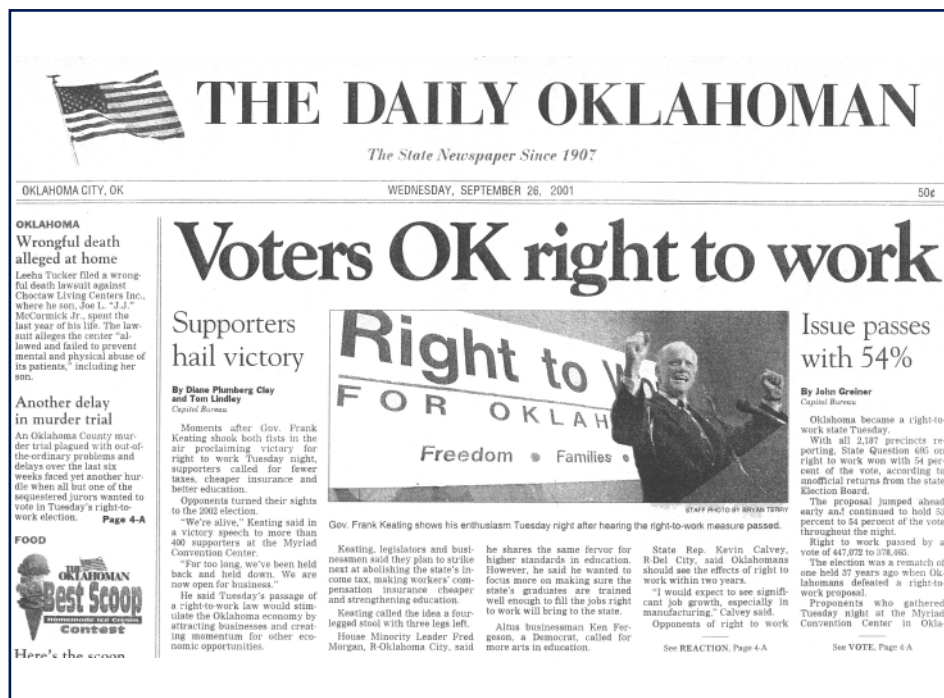 THE DAILY OKLAHOMAN
The State Newspaper Since 1907
OKLAHOMA CITY, OK
WEDNESDAY, SEPTEMBER 26, 2001
50¢
OKLAHOMA
Wrongful death
alleged at home
Leeha Tucker filed a wrong-
ful death lawsuit against
Choctaw Living Centers Inc.,
where he son, Joe L. "J.J."
McCormick Jr., spent the
last year of his life. The law-
suit alleges the center "al-
lowed and failed to prevent
mental and physical abuse of
its patients," including her
son.
Another delay
in murder trial
An Oklahoma County mur-
der trial plagued with out-of-
the-ordinary problems and
delays over the last six
weeks faced yet another hur-
dle when all but one of the
sequestered jurors wanted to
vote in Tuesday's right-to-
work election. Page 4-A
FOOD
THE OKLAHOMAN
Best Scoop
Homemade Ice Cream
Contest
Here's the scoop
Voters OK right to work
Supporters
hail victory
By Diane Plumberg Clay
and Tom Lindley
Capitol Bureau
Moments after Gov. Frank
Keating shook both fists in the
air proclaiming victory for
right to work Tuesday night,
supporters called for fewer
taxes, cheaper insurance and
better education.
Opponents turned their sights
to the 2002 election.
"We're alive," Keating said in
a victory speech to more than
400 supporters at the Myriad
Convention Center.
"For too long, we've been held
back and held down. We are
now open for business."
He said Tuesday's passage of
a right-to-work law would stim-
ulate the Oklahoma economy by
attracting businesses and creat-
ing momentum for other eco-
nomic opportunities.
Right to W
FOR OKLAH
Freedom • Families •
STAFF PHOTO BY BRYAN TERRY
Gov. Frank Keating shows his enthusiasm Tuesday night after hearing the right-to-work measure passed.
Keating, legislators and busi-
nessmen said they plan to strike
next at abolishing the state's in-
come tax, making workers' com-
pensation insurance cheaper
and strengthening education.
Keating called the idea a four-
legged stool with three legs left.
House Minority Leader Fred
Morgan, R-Oklahoma City, said
he shares the same fervor for
higher standards in education.
However, he said he wanted to
focus more on making sure the
state's graduates are trained
well enough to fill the jobs right
to work will bring to the state.
Altus businessman Ken Fer-
geson, a Democrat, called for
more arts in education.
State Rep. Kevin Calvey,
R-Del City, said Oklahomans
should see the effects of right to
work within two years.
"I would expect to see signifi-
cant job growth, especially in
manufacturing," Calvey said.
Opponents of right to work
See REACTION, Page 4-A
Issue passes
with 54%
By John Greiner
Capitol Bureau
Oklahoma became a right-to-
work state Tuesday.
With all 2,187 precincts re-
porting, State Question 695 on
right to work won with 54 per-
cent of the vote, according to
unofficial returns from the state
Election Board.
The proposal jumped ahead
early and continued to hold 53
percent to 54 percent of the vote
throughout the night.
Right to work passed by a
vote of 447,072 to 378,465.
The election was a rematch of
one held 37 years ago when Ok-
lahomans defeated a right-to-
work proposal.
Proponents who gathered
Tuesday night at the Myriad
Convention Center in Okla-
See VOTE, Page 4-A